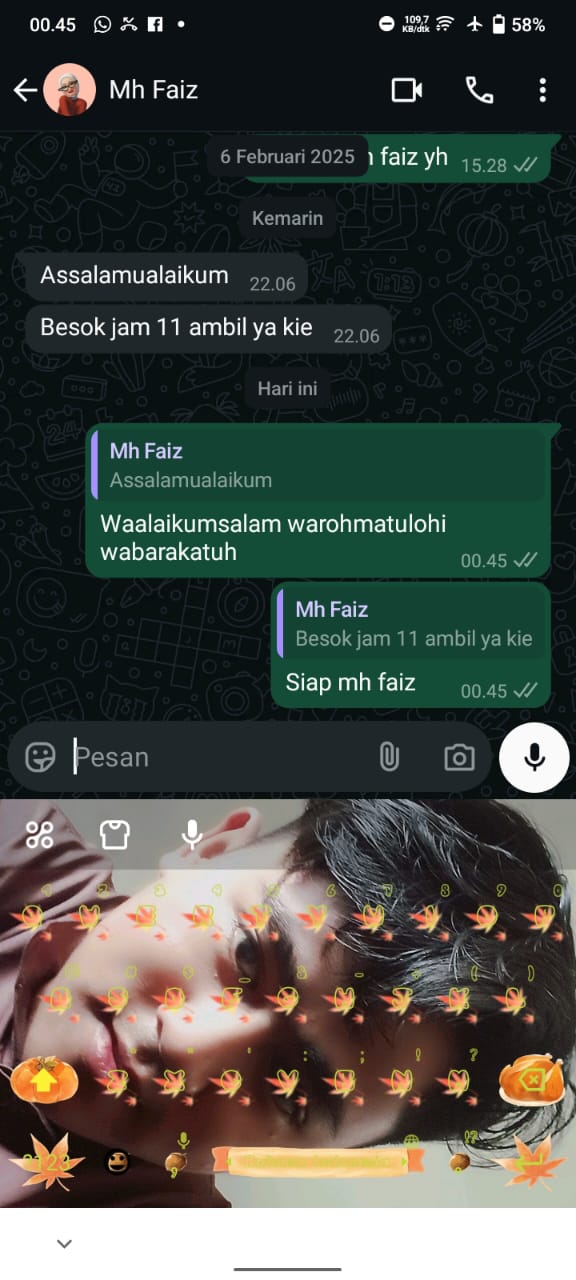 00.45
109,7
KB/dtk
58%
Mh Faiz
6 Februari 2025
faiz yh 15.28
Kemarin
Assalamualaikum 22.06
Besok jam 11 ambil ya kie 22.06
Hari ini
Mh Faiz
Assalamualaikum
Waalaikumsalam warohmatulohi
wabarakatuh 00.45
Mh Faiz
Besok jam 11 ambil ya kie
Siap mh faiz 00.45
Pesan
?123